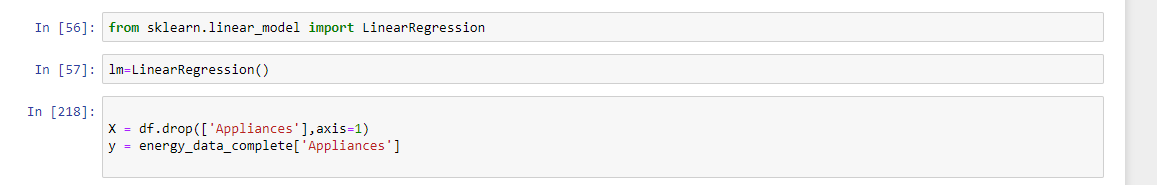 In [56]: from sklearn.linear_model import LinearRegression
In [57]: lm=LinearRegression()
In [218]:
X = df.drop(['Appliances'],axis=1)
y = energy_data_complete['Appliances']